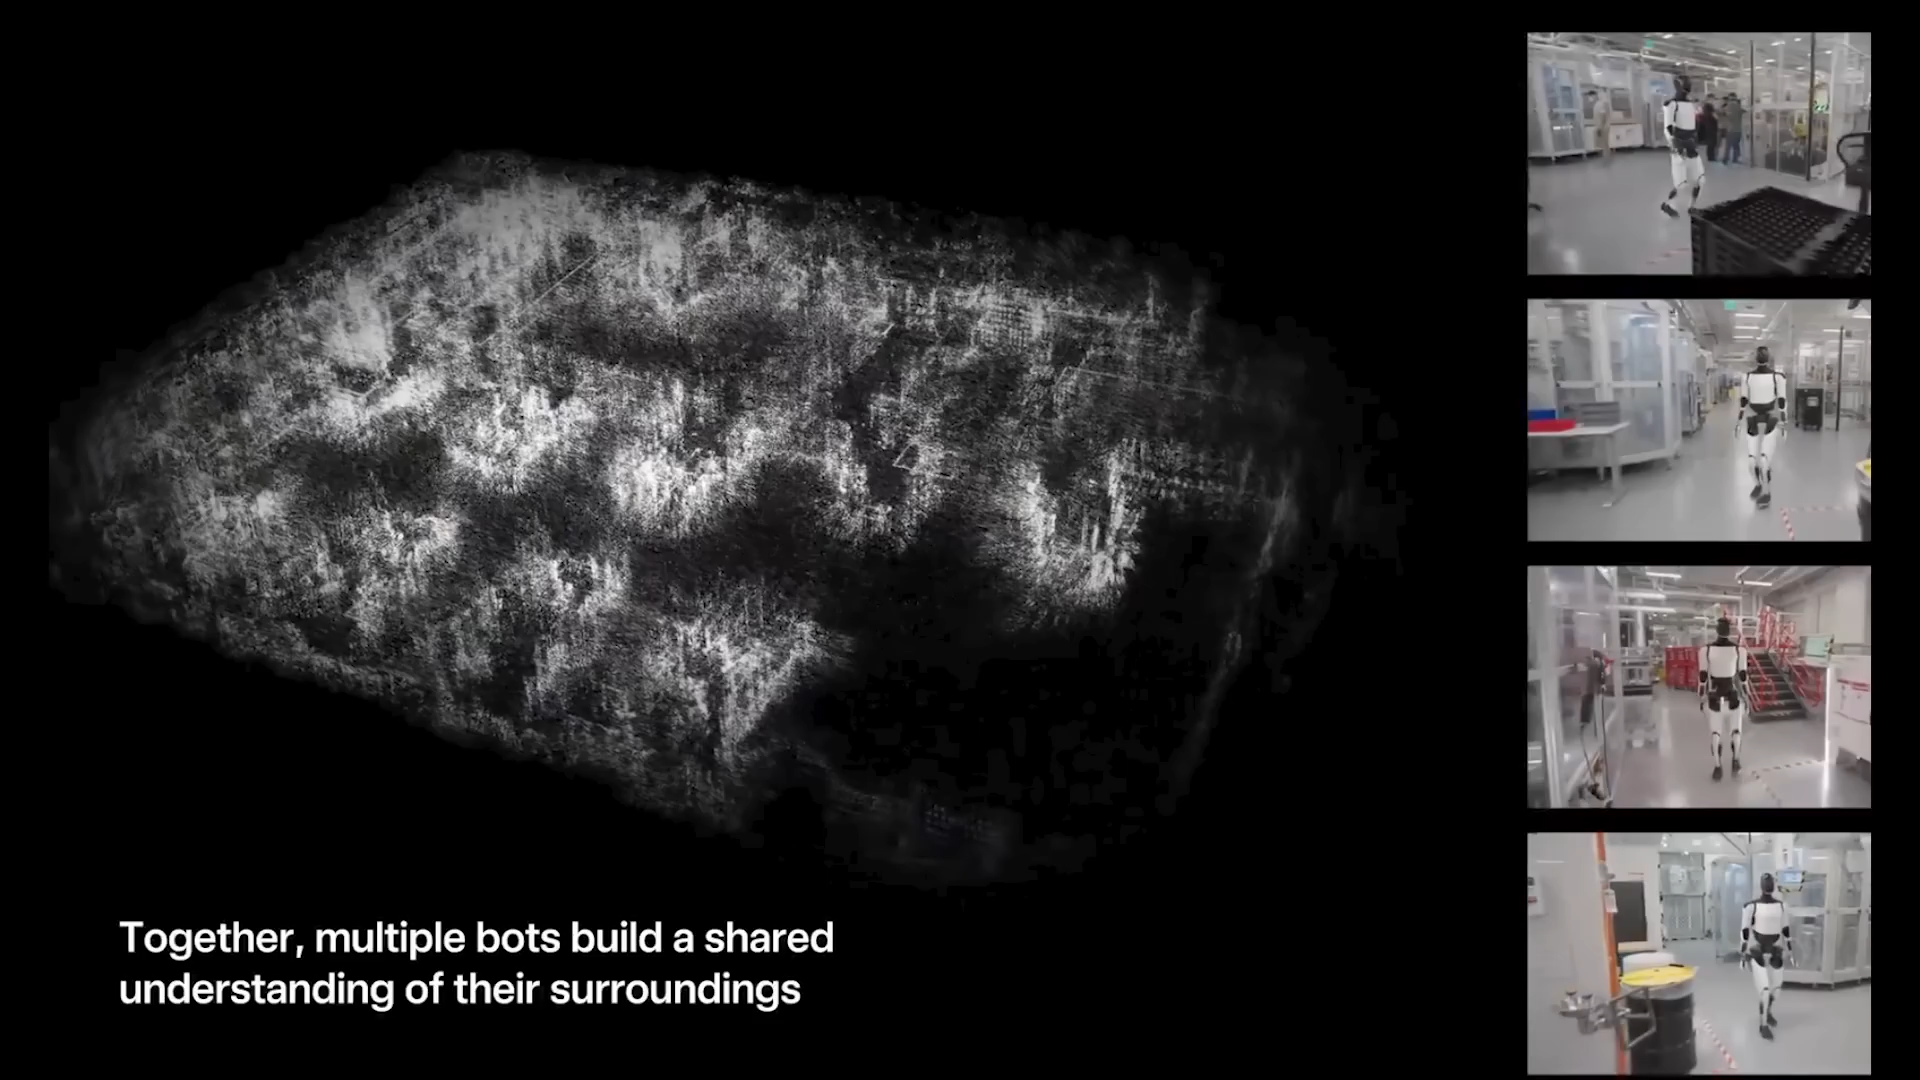 Together, multiple bots build a shared
understanding of their surroundings